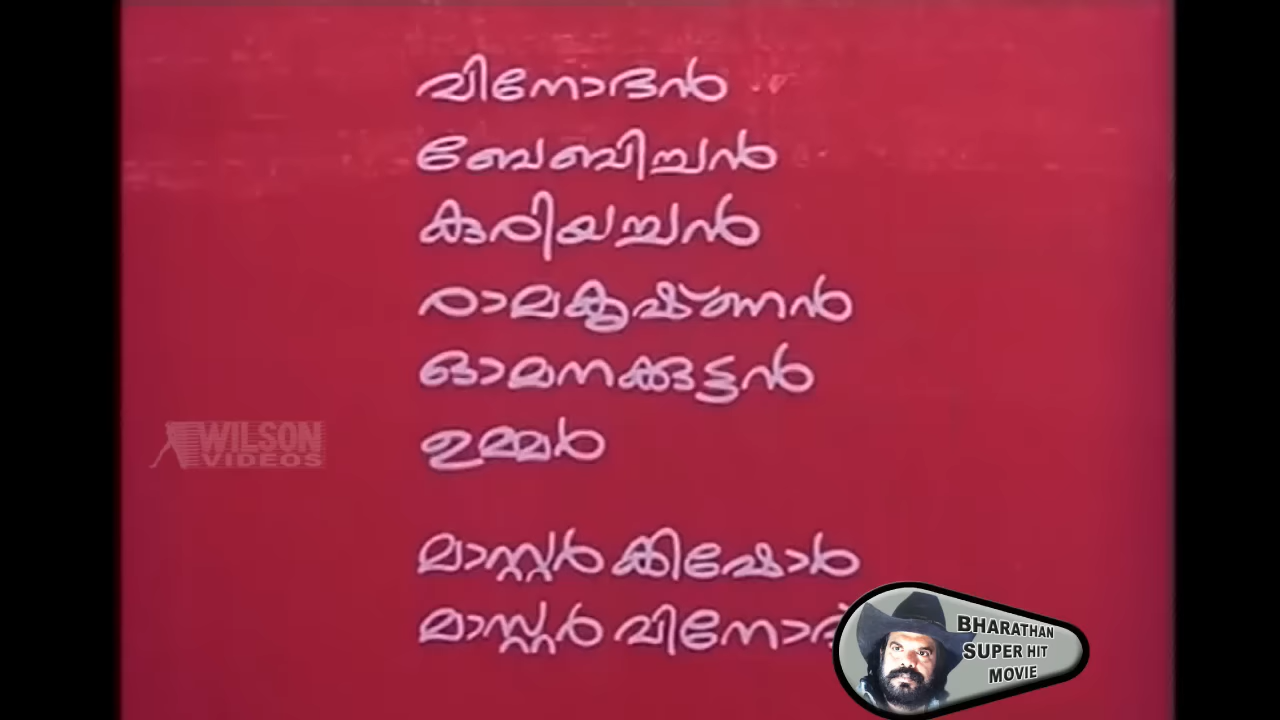 വിനോദൻ
ബേബിച്ചൻ
കുരിയച്ചൻ
രാമകൃഷ്ണൻ
ഓമനക്കുട്ടൻ
ഉമ്മർ
WILSON
VIDEOS
മാസ്റ്റർ ക്കിഷോർ
മാസ്റ്റർ
BHARATHAN
SUPER HIT
MOVIE